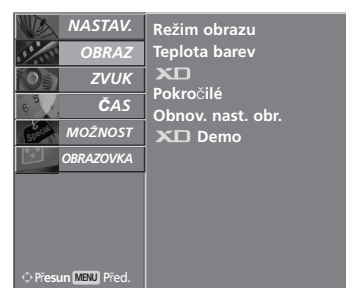 NASTAV.
OBRAZ
ZVUK
ČAS
MOŽNOST
OBRAZOVKA
Režim obrazu
Teplota barev
XD
Pokročilé
Obnov. nast. obr.
XD Demo
Přesun MENU Před.